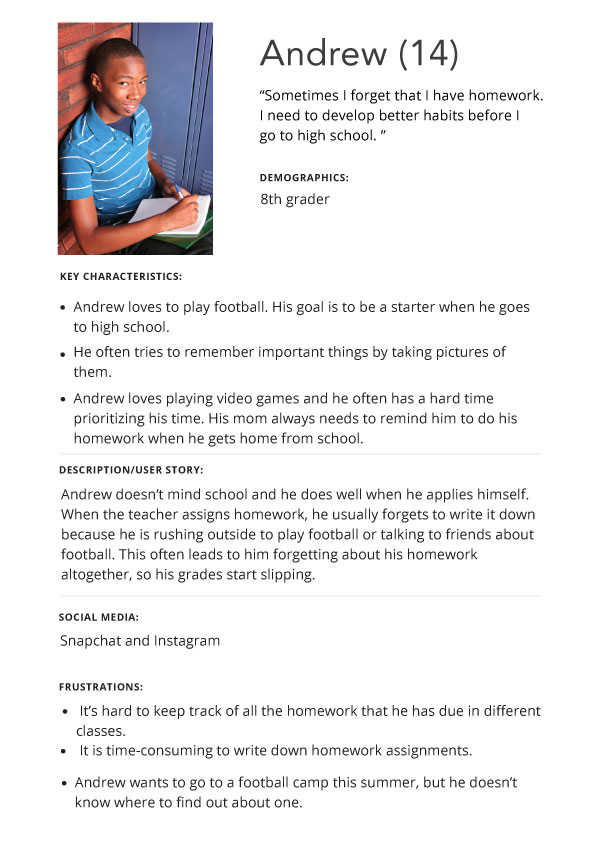 Andrew (14)
“Sometimes I forget that I have homework.
I need to develop better habits before I
go to high school. ”
DEMOGRAPHICS:
8th grader
KEY CHARACTERISTICS:
• Andrew loves to play football. His goal is to be a starter when he goes
to high school.
• He often tries to remember important things by taking pictures of
them.
• Andrew loves playing video games and he often has a hard time
prioritizing his time. His mom always needs to remind him to do his
homework when he gets home from school.
DESCRIPTION/USER STORY:
Andrew doesn’t mind school and he does well when he applies himself.
When the teacher assigns homework, he usually forgets to write it down
because he is rushing outside to play football or talking to friends about
football. This often leads to him forgetting about his homework
altogether, so his grades start slipping.
SOCIAL MEDIA:
Snapchat and Instagram
FRUSTRATIONS:
• It’s hard to keep track of all the homework that he has due in different
classes.
• It is time-consuming to write down homework assignments.
• Andrew wants to go to a football camp this summer, but he doesn’t
know where to find out about one.